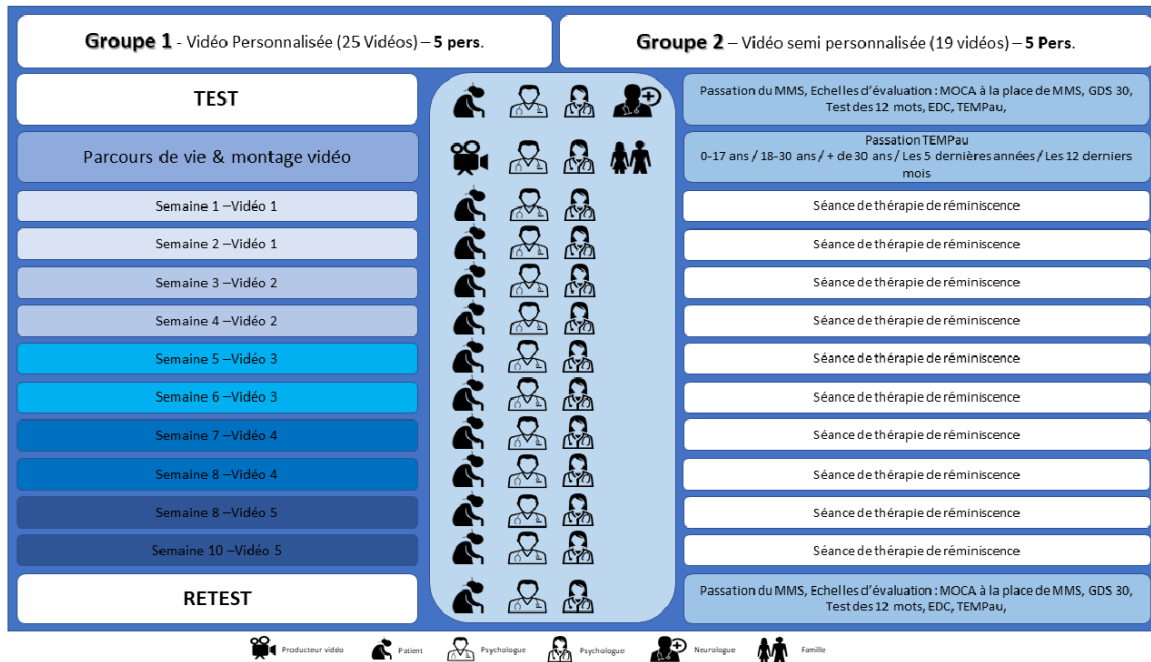 Groupe 1 - Vidéo Personnalisée (25 Vidéos) – 5 pers.
Groupe 2 – Vidéo semi personnalisée (19 vidéos) – 5 Pers.
TEST
Passation du MMS, Echelles d'évaluation : MOCA à la place de MMS, GDS 30,
Test des 12 mots, EDC, TEMPau,
Parcours de vie & montage vidéo
Passation TEMPau
0-17 ans / 18-30 ans / + de 30 ans / Les 5 dernières années / Les 12 derniers
mois
Semaine 1 –Vidéo 1
Séance de thérapie de réminiscence
Semaine 2 –Vidéo 1
Séance de thérapie de réminiscence
Semaine 3 –Vidéo 2
Séance de thérapie de réminiscence
Semaine 4 –Vidéo 2
Séance de thérapie de réminiscence
Semaine 5 –Vidéo 3
Séance de thérapie de réminiscence
Semaine 6 –Vidéo 3
Séance de thérapie de réminiscence
Semaine 7 –Vidéo 4
Séance de thérapie de réminiscence
Semaine 8 –Vidéo 4
Séance de thérapie de réminiscence
Semaine 8 –Vidéo 5
Séance de thérapie de réminiscence
Semaine 10 –Vidéo 5
Séance de thérapie de réminiscence
RETEST
Passation du MMS, Echelles d'évaluation : MOCA à la place de MMS, GDS 30,
Test des 12 mots, EDC, TEMPau,
Producteur vidéo
Patient
Psychologue
Psychologue
Neurologue
Famille